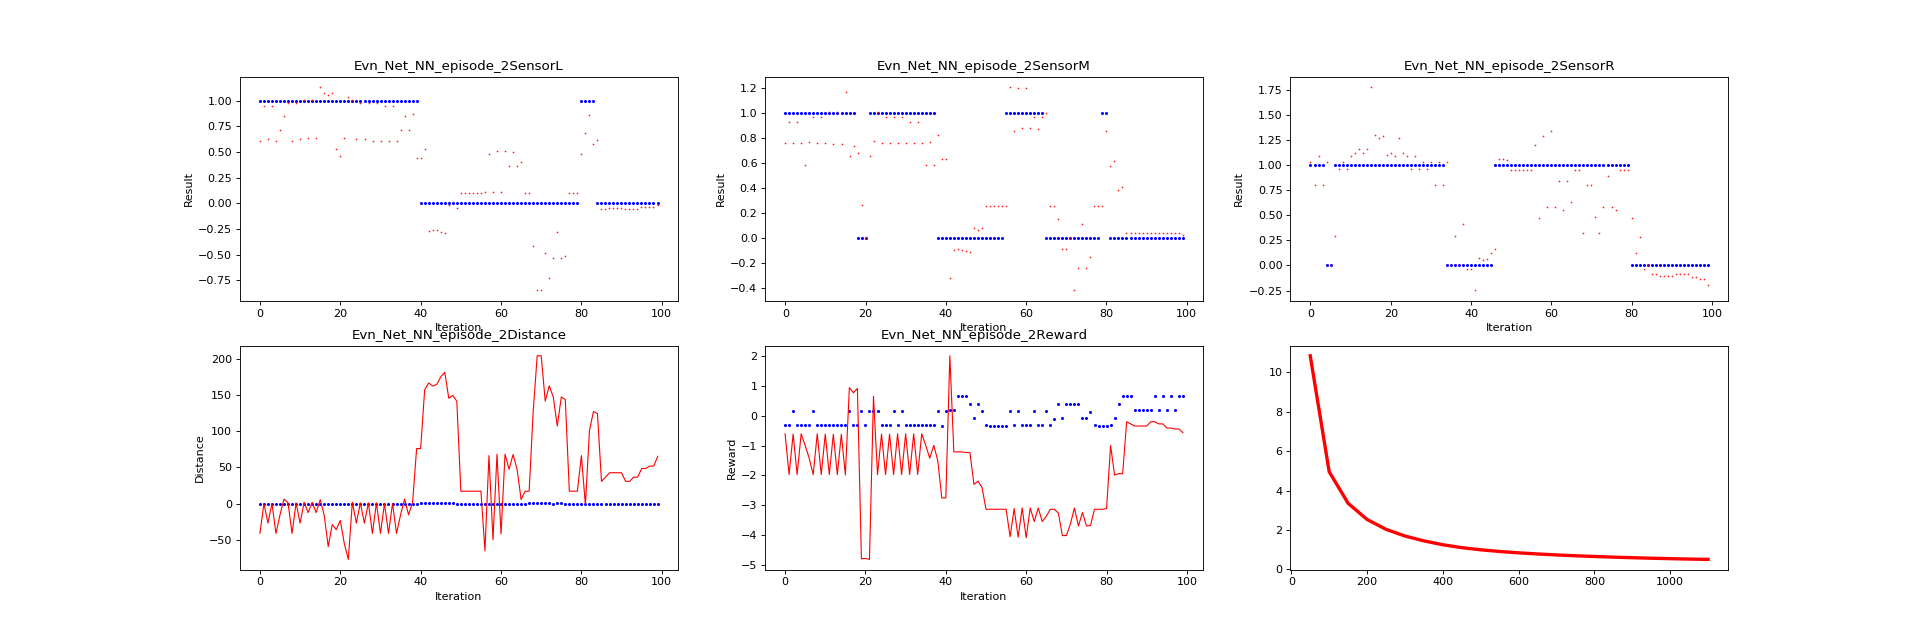 Evn_Net_NN_episode_2SensorL
Evn_Net_NN_episode_2SensorM
Evn_Net_NN_episode_2SensorR
Result
1.00
0.75
0.50
0.25
0.00
−0.25
−0.50
−0.75
0 20 40 60 80 100
Iteration
Result
1.2
1.0
0.8
0.6
0.4
0.2
0.0
−0.2
−0.4
0 20 40 60 80 100
Iteration
Result
1.75
1.50
1.25
1.00
0.75
0.50
0.25
0.00
−0.25
0 20 40 60 80 100
Iteration
Evn_Net_NN_episode_2Distance
Distance
200
150
100
50
0
−50
0 20 40 60 80 100
Iteration
Evn_Net_NN_episode_2Reward
Reward
2
1
0
−1
−2
−3
−4
−5
0 20 40 60 80 100
Iteration
10
8
6
4
2
0
0 200 400 600 800 1000